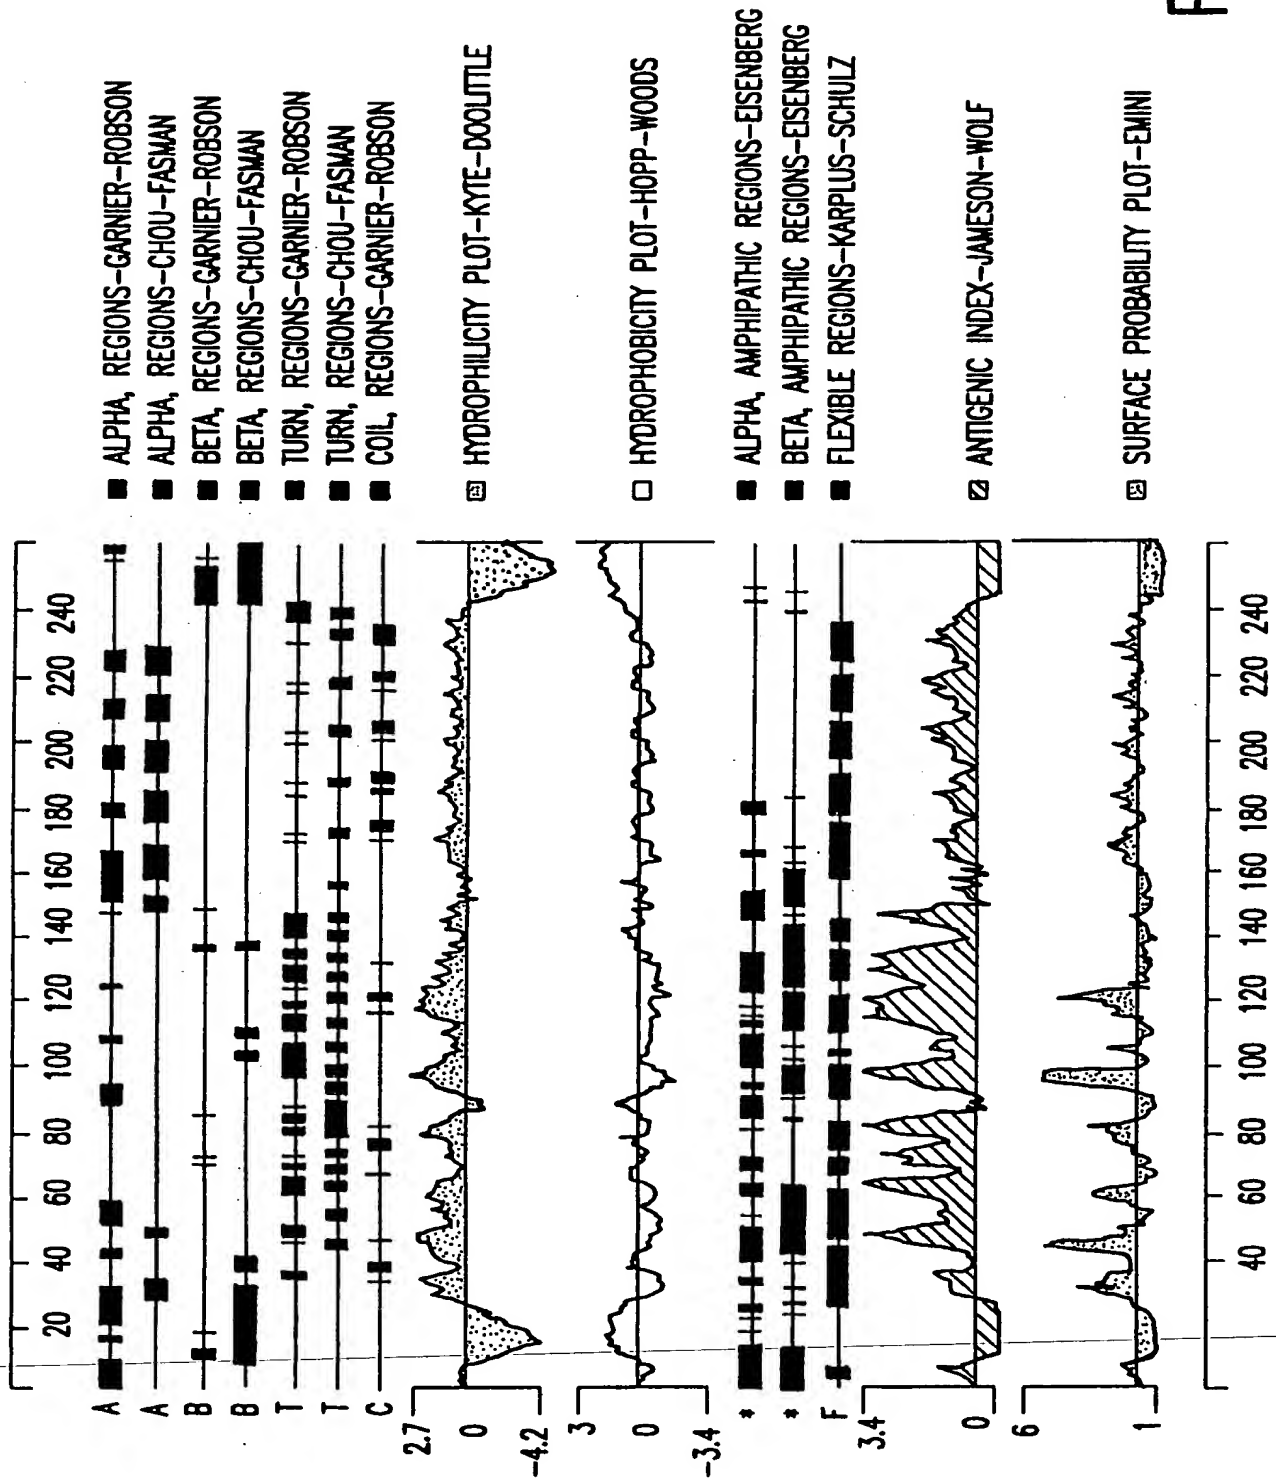 20 40 60 80 100 120 140 160 180 200 220 240
A ■ ALPHA, REGIONS-GARNIER-ROBSON
A ■ ALPHA, REGIONS-CHOU-FASMAN
B ■ BETA, REGIONS-GARNIER-ROBSON
B ■ BETA, REGIONS-CHOU-FASMAN
T ■ TURN, REGIONS-GARNIER-ROBSON
T ■ TURN, REGIONS-CHOU-FASMAN
C ■ COIL, REGIONS-GARNIER-ROBSON
2.7
0
-4.2
HYDROPHILICITY PLOT-KYTE-DOOLITTLE
3
0
-3.4
HYDROPHOBICITY PLOT-HOPP-WOODS
* ■ ALPHA, AMPHIPATHIC REGIONS-EISENBERG
* ■ BETA, AMPHIPATHIC REGIONS-EISENBERG
F ■ FLEXIBLE REGIONS-KARPLUS-SCHULZ
3.4
0
ANTIGENIC INDEX-JAMESON-WOLF
6
1
SURFACE PROBABILITY PLOT-EMINI
40 60 80 100 120 140 160 180 200 220 240